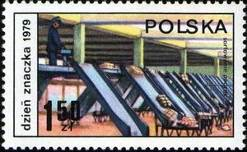 POLSKA
dzień znaczka 1979
1.50 zł